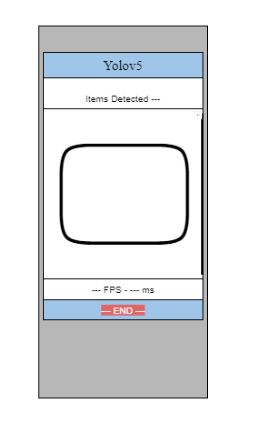 Yolov5
Items Detected ---
--- FPS - --- ms
--- END ---